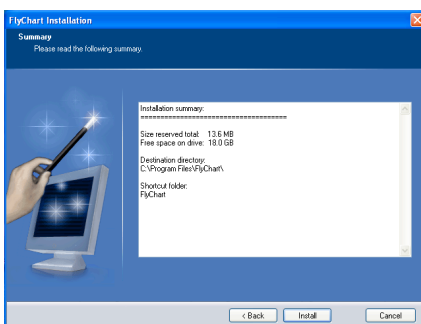 FlyChart Installation
Summary
Please read the following summary.
Installation summary:
====================================
Size reserved total: 13.6 MB
Free space on drive: 18.0 GB
Destination directory:
C:\Program Files\FlyChart\
Shortcut folder:
FlyChart
< Back Install Cancel